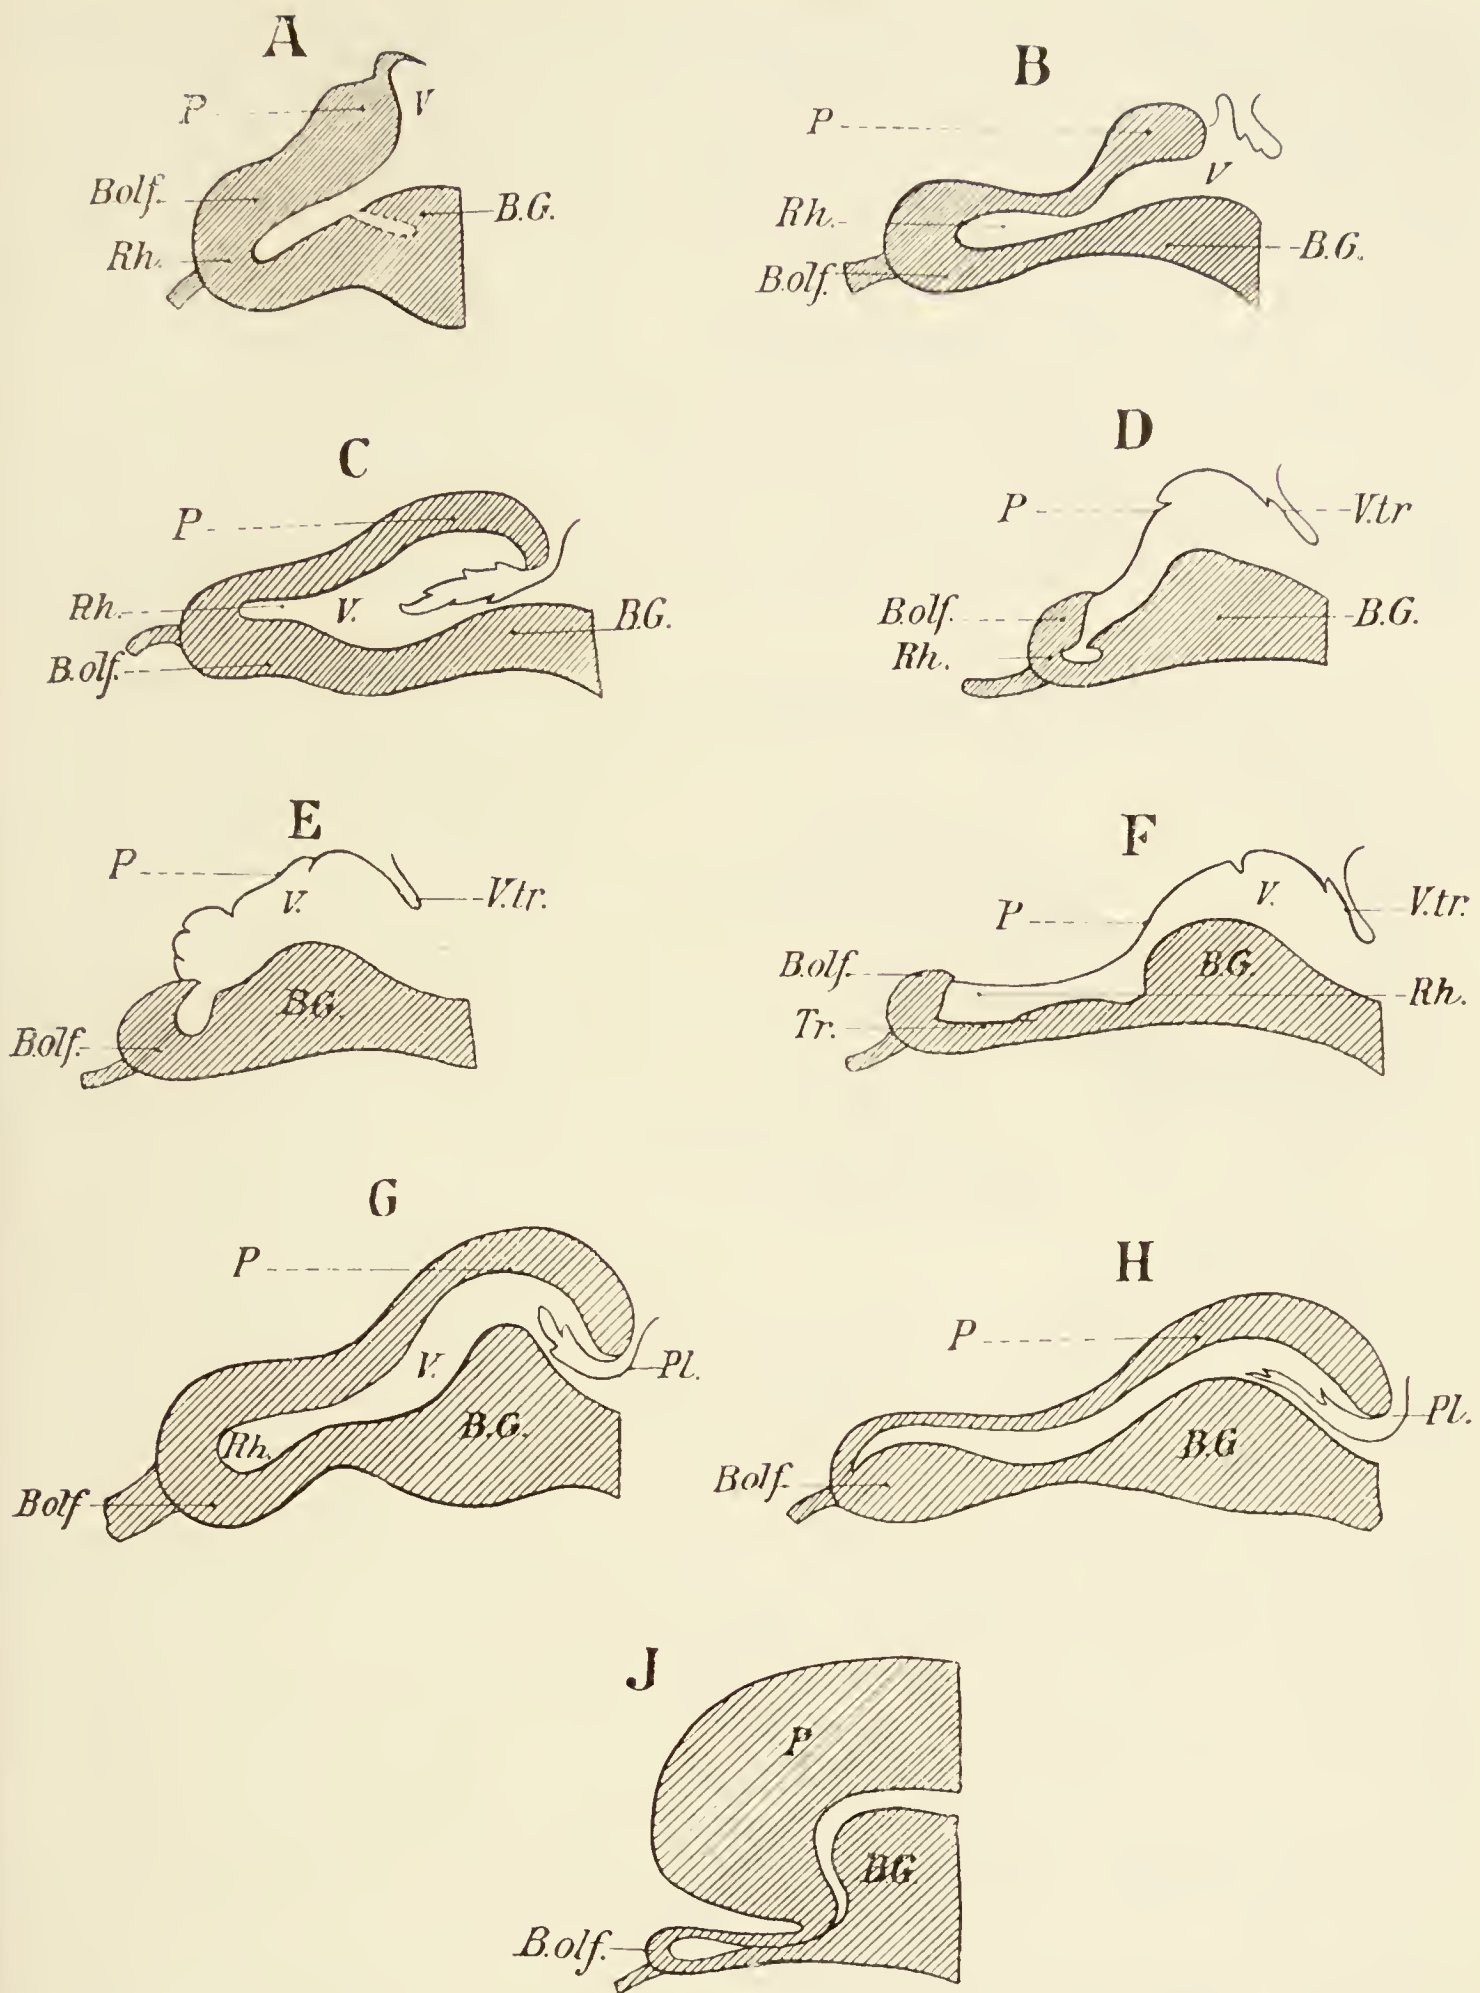 A
P
V.
Bolf.
B.G.
Rh.
B
P
V
Rh.
B.G.
B.olf.
C
P
Rh.
V.
B.G.
B.olf.
D
P
V.tr
B.olf.
B.G.
Rh.
E
P
V.
V.tr.
B.G.
B.olf.
F
P
V.
V.tr.
B.olf.
B.G.
Rh.
Tr.
G
P
V.
Pl.
Rh.
B.G.
Bolf
H
P
Pl.
B.G
Bolf.
J
P
B.G.
B.olf.